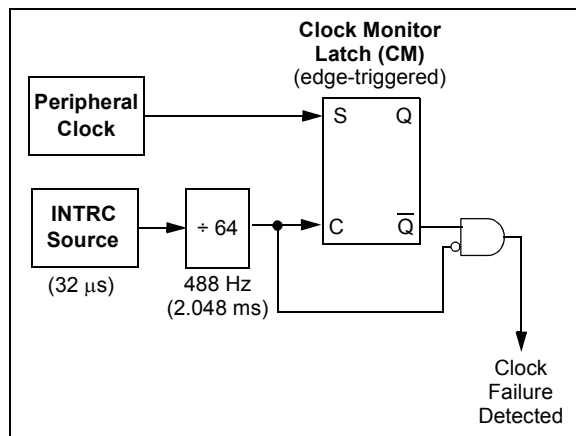 Clock Monitor
Latch (CM)
(edge-triggered)
Peripheral
Clock
S Q
INTRC
Source
÷ 64
C Q̅
(32 μs)
488 Hz
(2.048 ms)
Clock
Failure
Detected